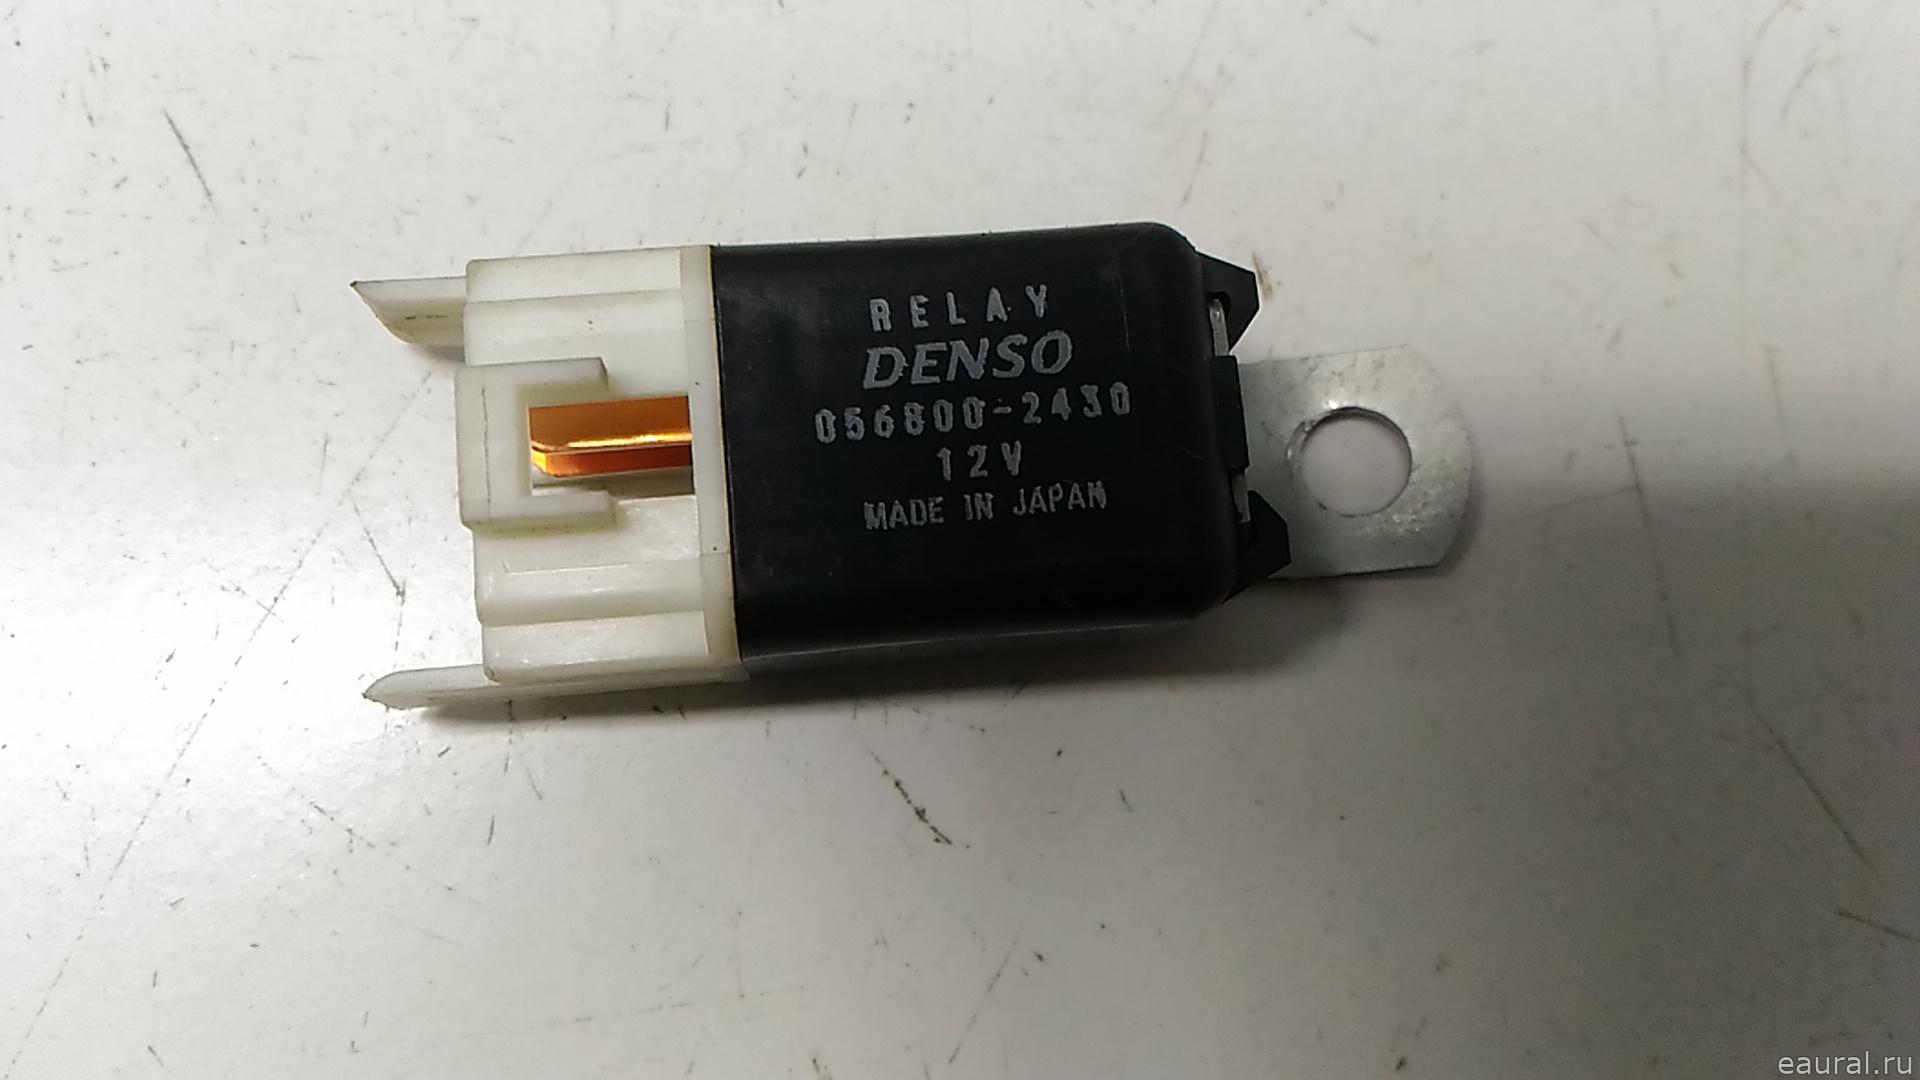 RELAY
DENSO
056800-2430
12V
MADE IN JAPAN
eaural.ru